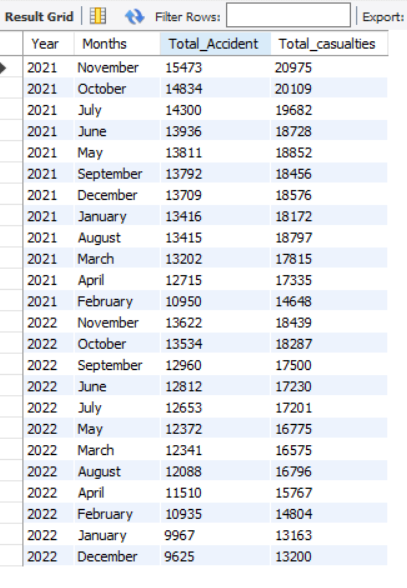 Result Grid Filter Rows: Export:
Year Months Total_Accident Total_casualties
2021 November 15473 20975
2021 October 14834 20109
2021 July 14300 19682
2021 June 13936 18728
2021 May 13811 18852
2021 September 13792 18456
2021 December 13709 18576
2021 January 13416 18172
2021 August 13415 18797
2021 March 13202 17815
2021 April 12715 17335
2021 February 10950 14648
2022 November 13622 18439
2022 October 13534 18287
2022 September 12960 17500
2022 June 12812 17230
2022 July 12653 17201
2022 May 12372 16775
2022 March 12341 16575
2022 August 12088 16796
2022 April 11510 15767
2022 February 10935 14804
2022 January 9967 13163
2022 December 9625 13200